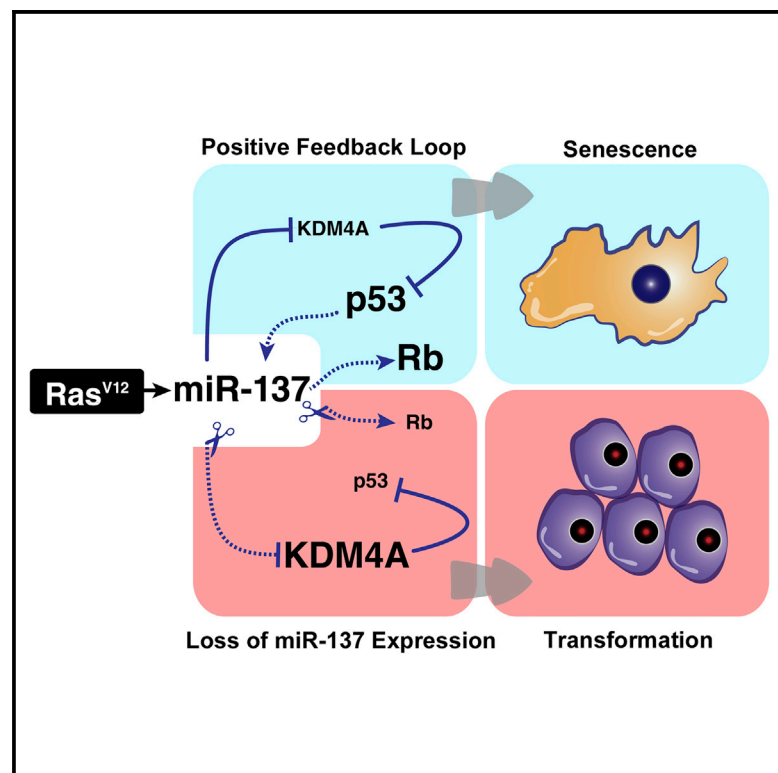 Positive Feedback Loop
Senescence
KDM4A
p53
Rb
Ras^V12
miR-137
Rb
p53
KDM4A
Loss of miR-137 Expression
Transformation